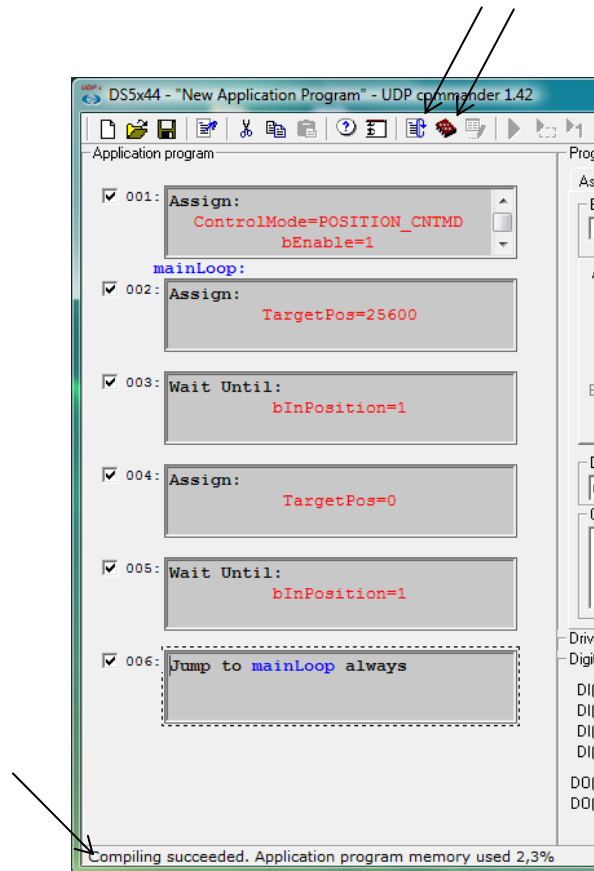 DS5x44 - "New Application Program" - UDP commander 1.42
Application program
001:
Assign:
ControlMode=POSITION_CNTMD
bEnable=1
mainLoop:
002:
Assign:
TargetPos=25600
003:
Wait Until:
bInPosition=1
004:
Assign:
TargetPos=0
005:
Wait Until:
bInPosition=1
006:
Jump to mainLoop always
Compiling succeeded. Application program memory used 2,3%